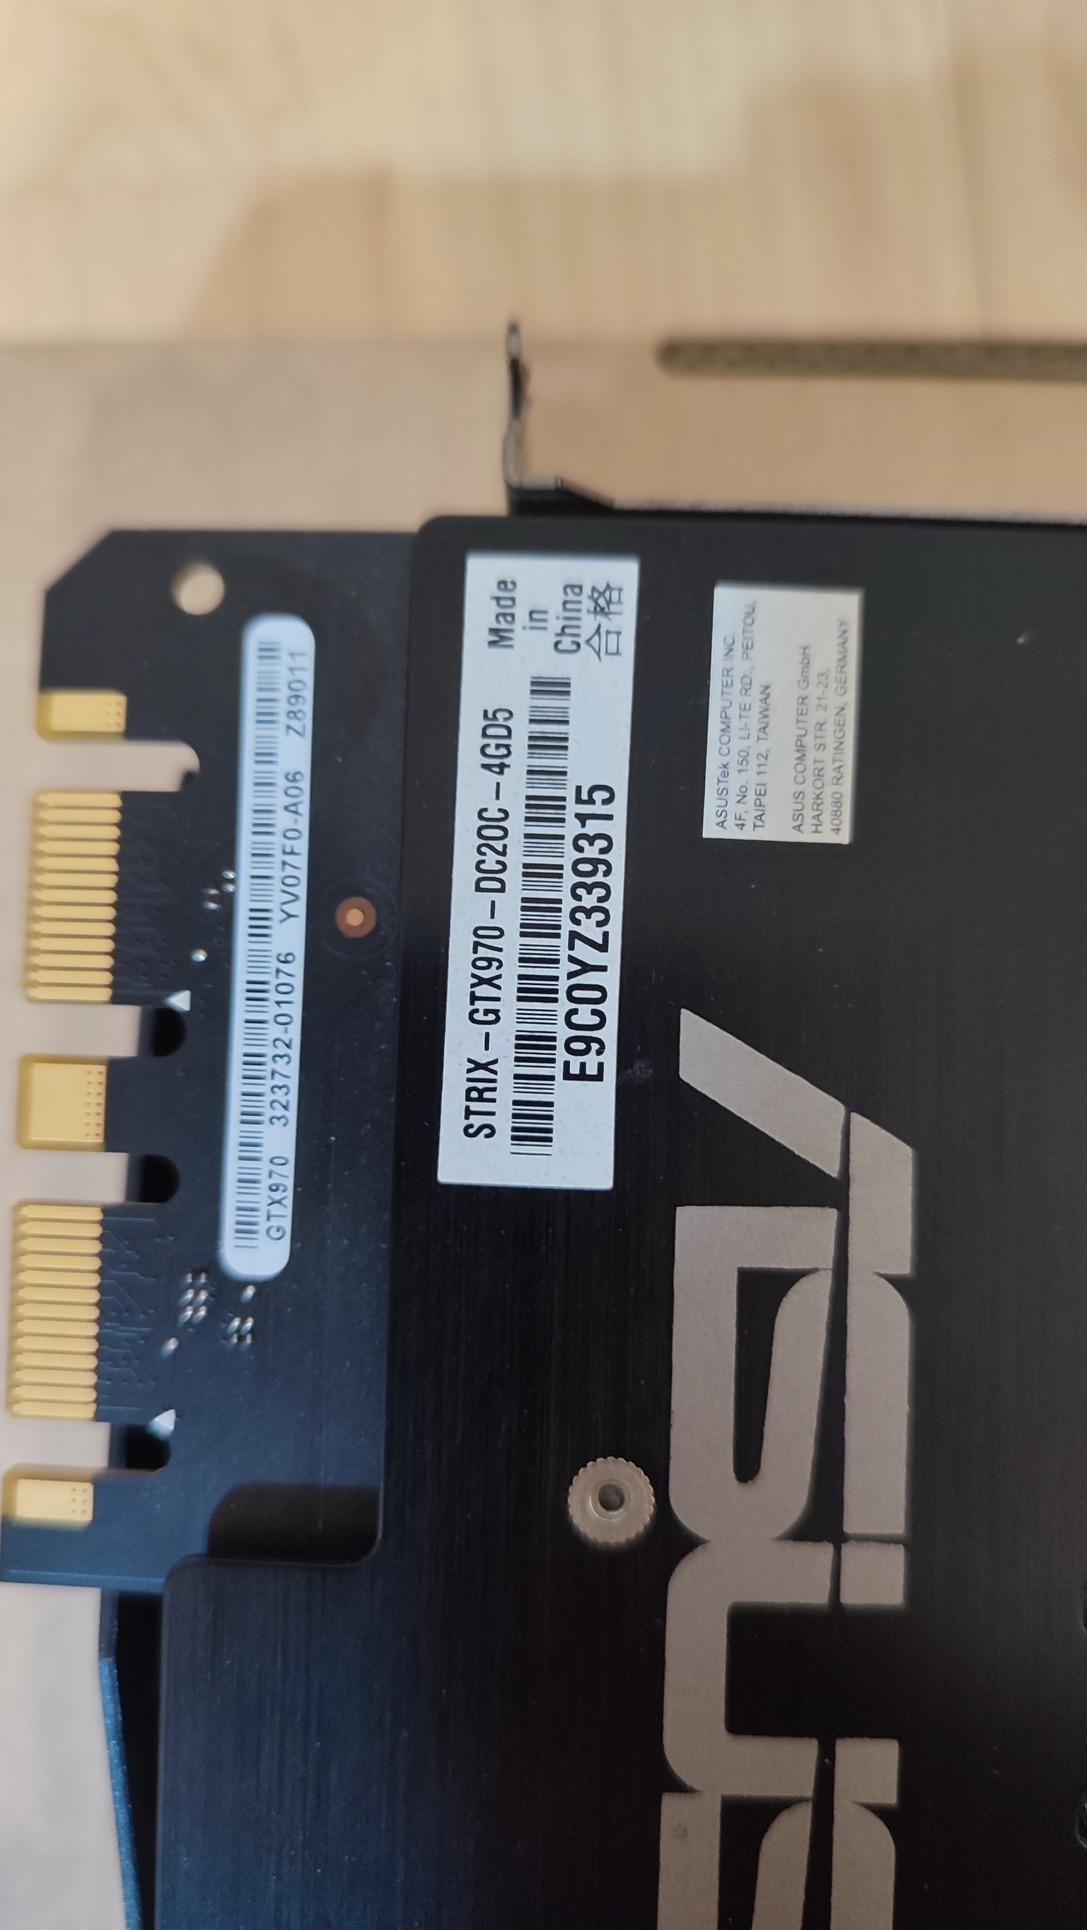 GTX970 323732-01076 YV07F0-A06 Z89011
STRIX-GTX970-DC2OC-4GD5
E9C0YZ339315
Made
in
China
合格
ASUSTek COMPUTER INC.
4F, No. 150, LI-TE RD., PEITOU,
TAIPEI 112, TAIWAN
ASUS COMPUTER GmbH
HARKORT STR. 21-23,
40880 RATINGEN, GERMANY
ASUS